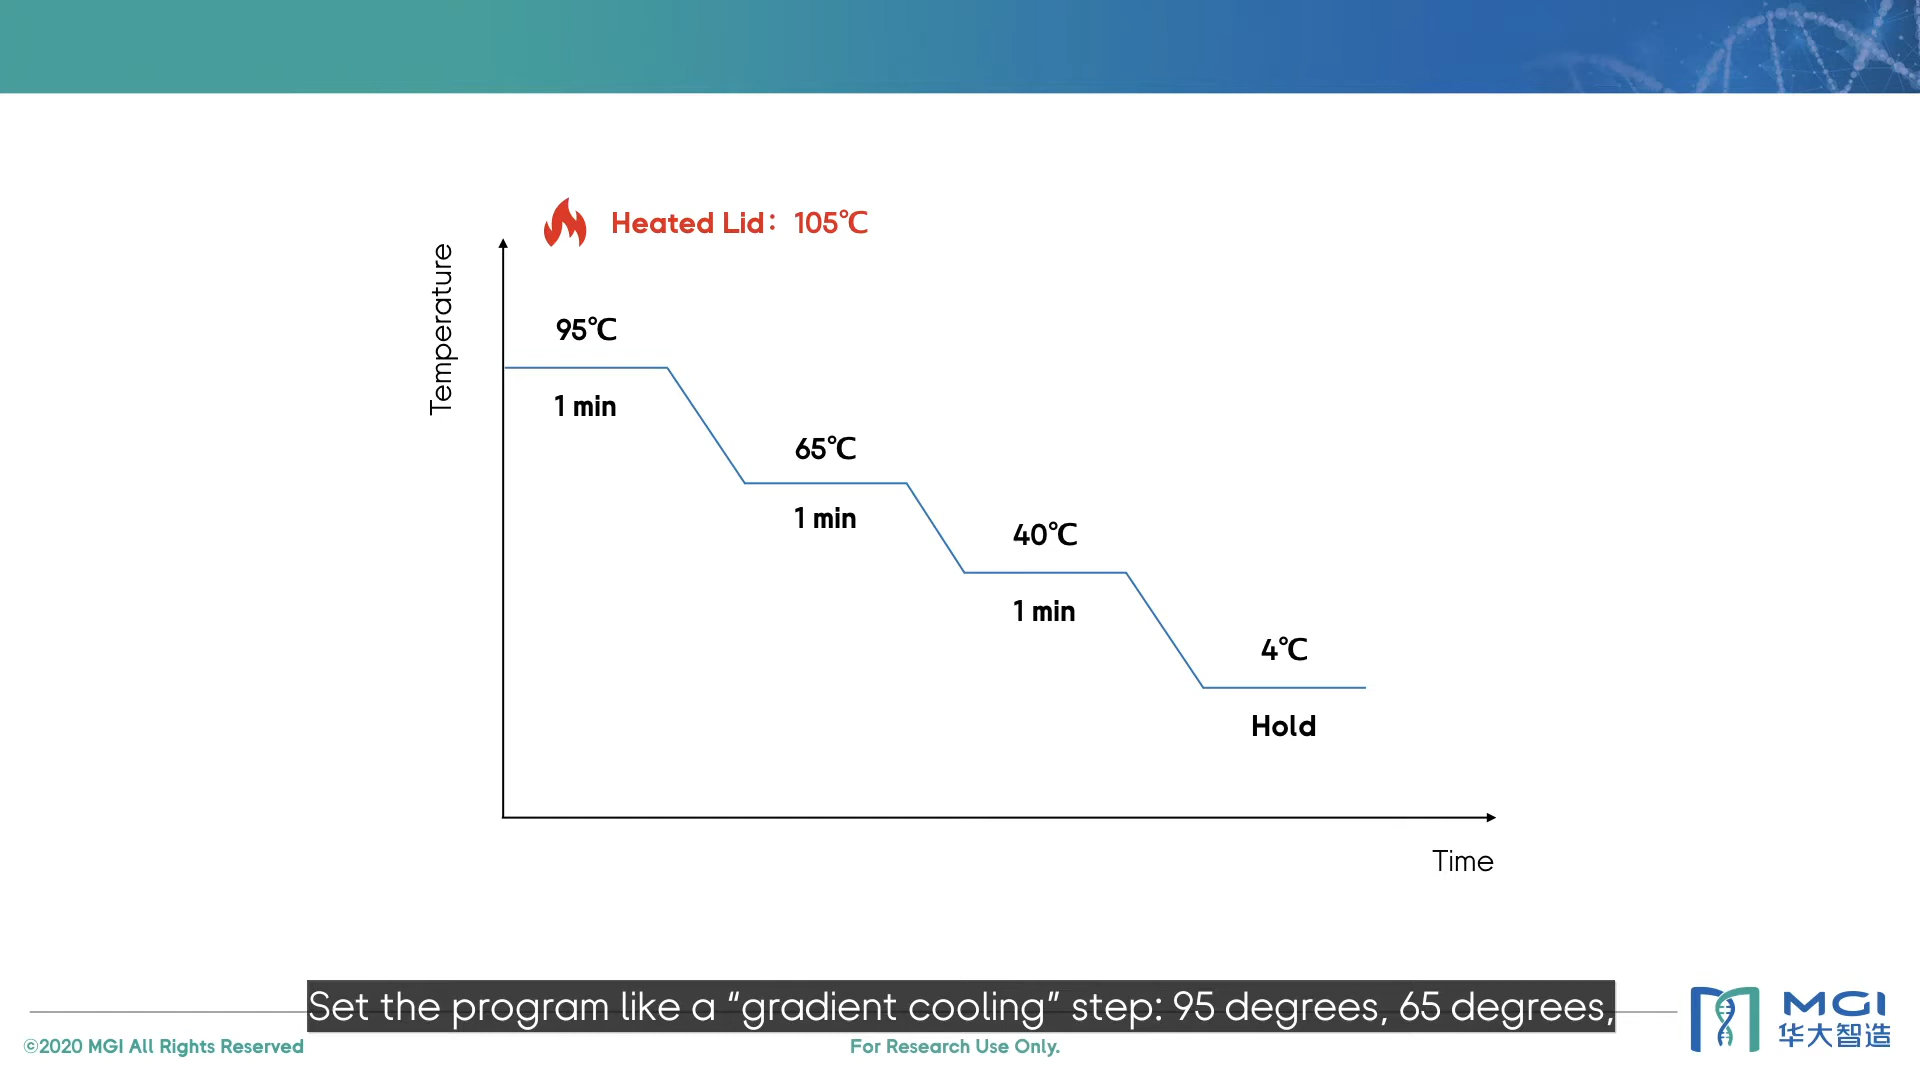 Heated Lid：105℃
Temperature
95℃
1 min
65℃
1 min
40℃
1 min
4℃
Hold
Time
Set the program like a “gradient cooling” step: 95 degrees, 65 degrees,
©2020 MGI All Rights Reserved
For Research Use Only.
MGI
华大智造